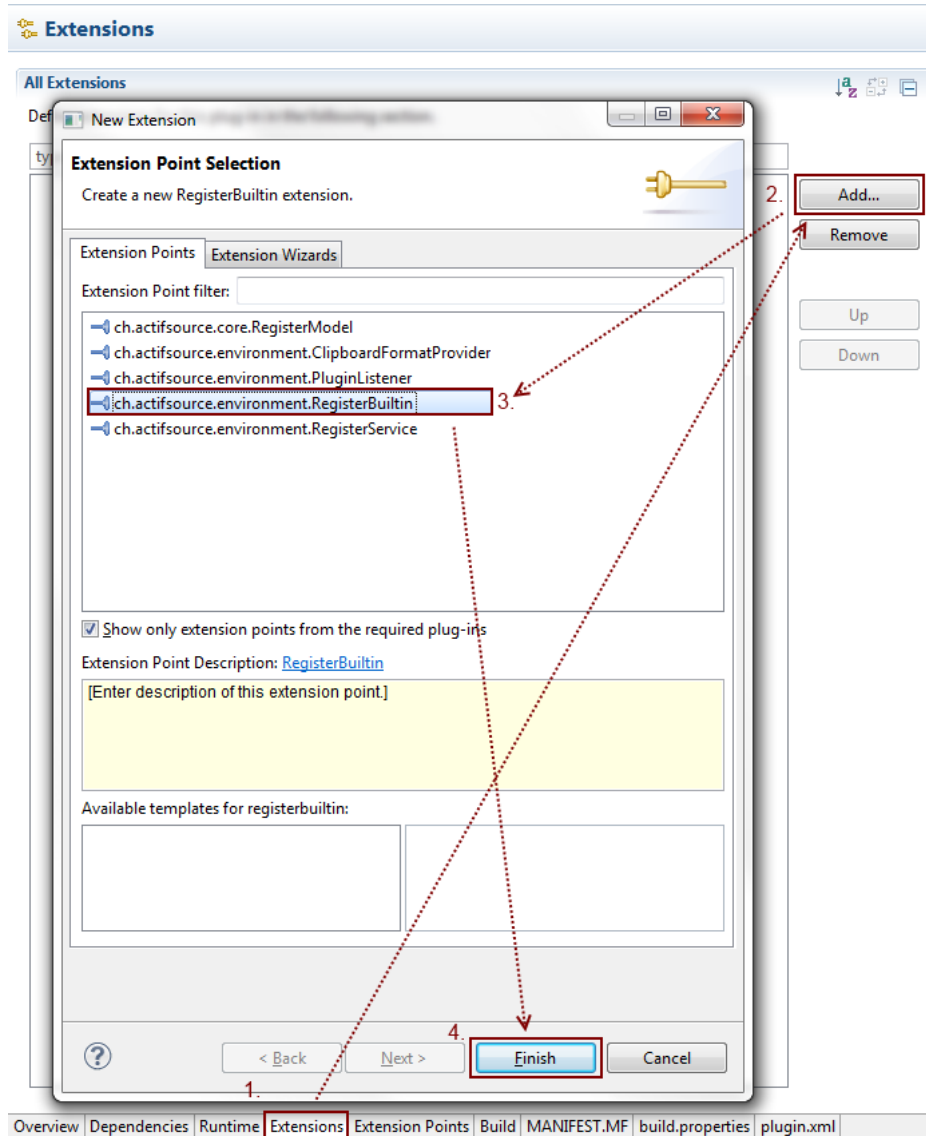 Extensions
All Extensions
Def
New Extension
ty
Extension Point Selection
Create a new RegisterBuiltin extension.
2.
Add...
Remove
Up
Down
Extension Points
Extension Wizards
Extension Point filter:
ch.actifsource.core.RegisterModel
ch.actifsource.environment.ClipboardFormatProvider
ch.actifsource.environment.PluginListener
ch.actifsource.environment.RegisterBuiltin
3.
ch.actifsource.environment.RegisterService
Show only extension points from the required plug-ins
Extension Point Description: RegisterBuiltin
[Enter description of this extension point.]
Available templates for registerbuiltin:
4.
< Back
Next >
Finish
Cancel
1.
Overview Dependencies Runtime Extensions Extension Points Build MANIFEST.MF build.properties plugin.xml